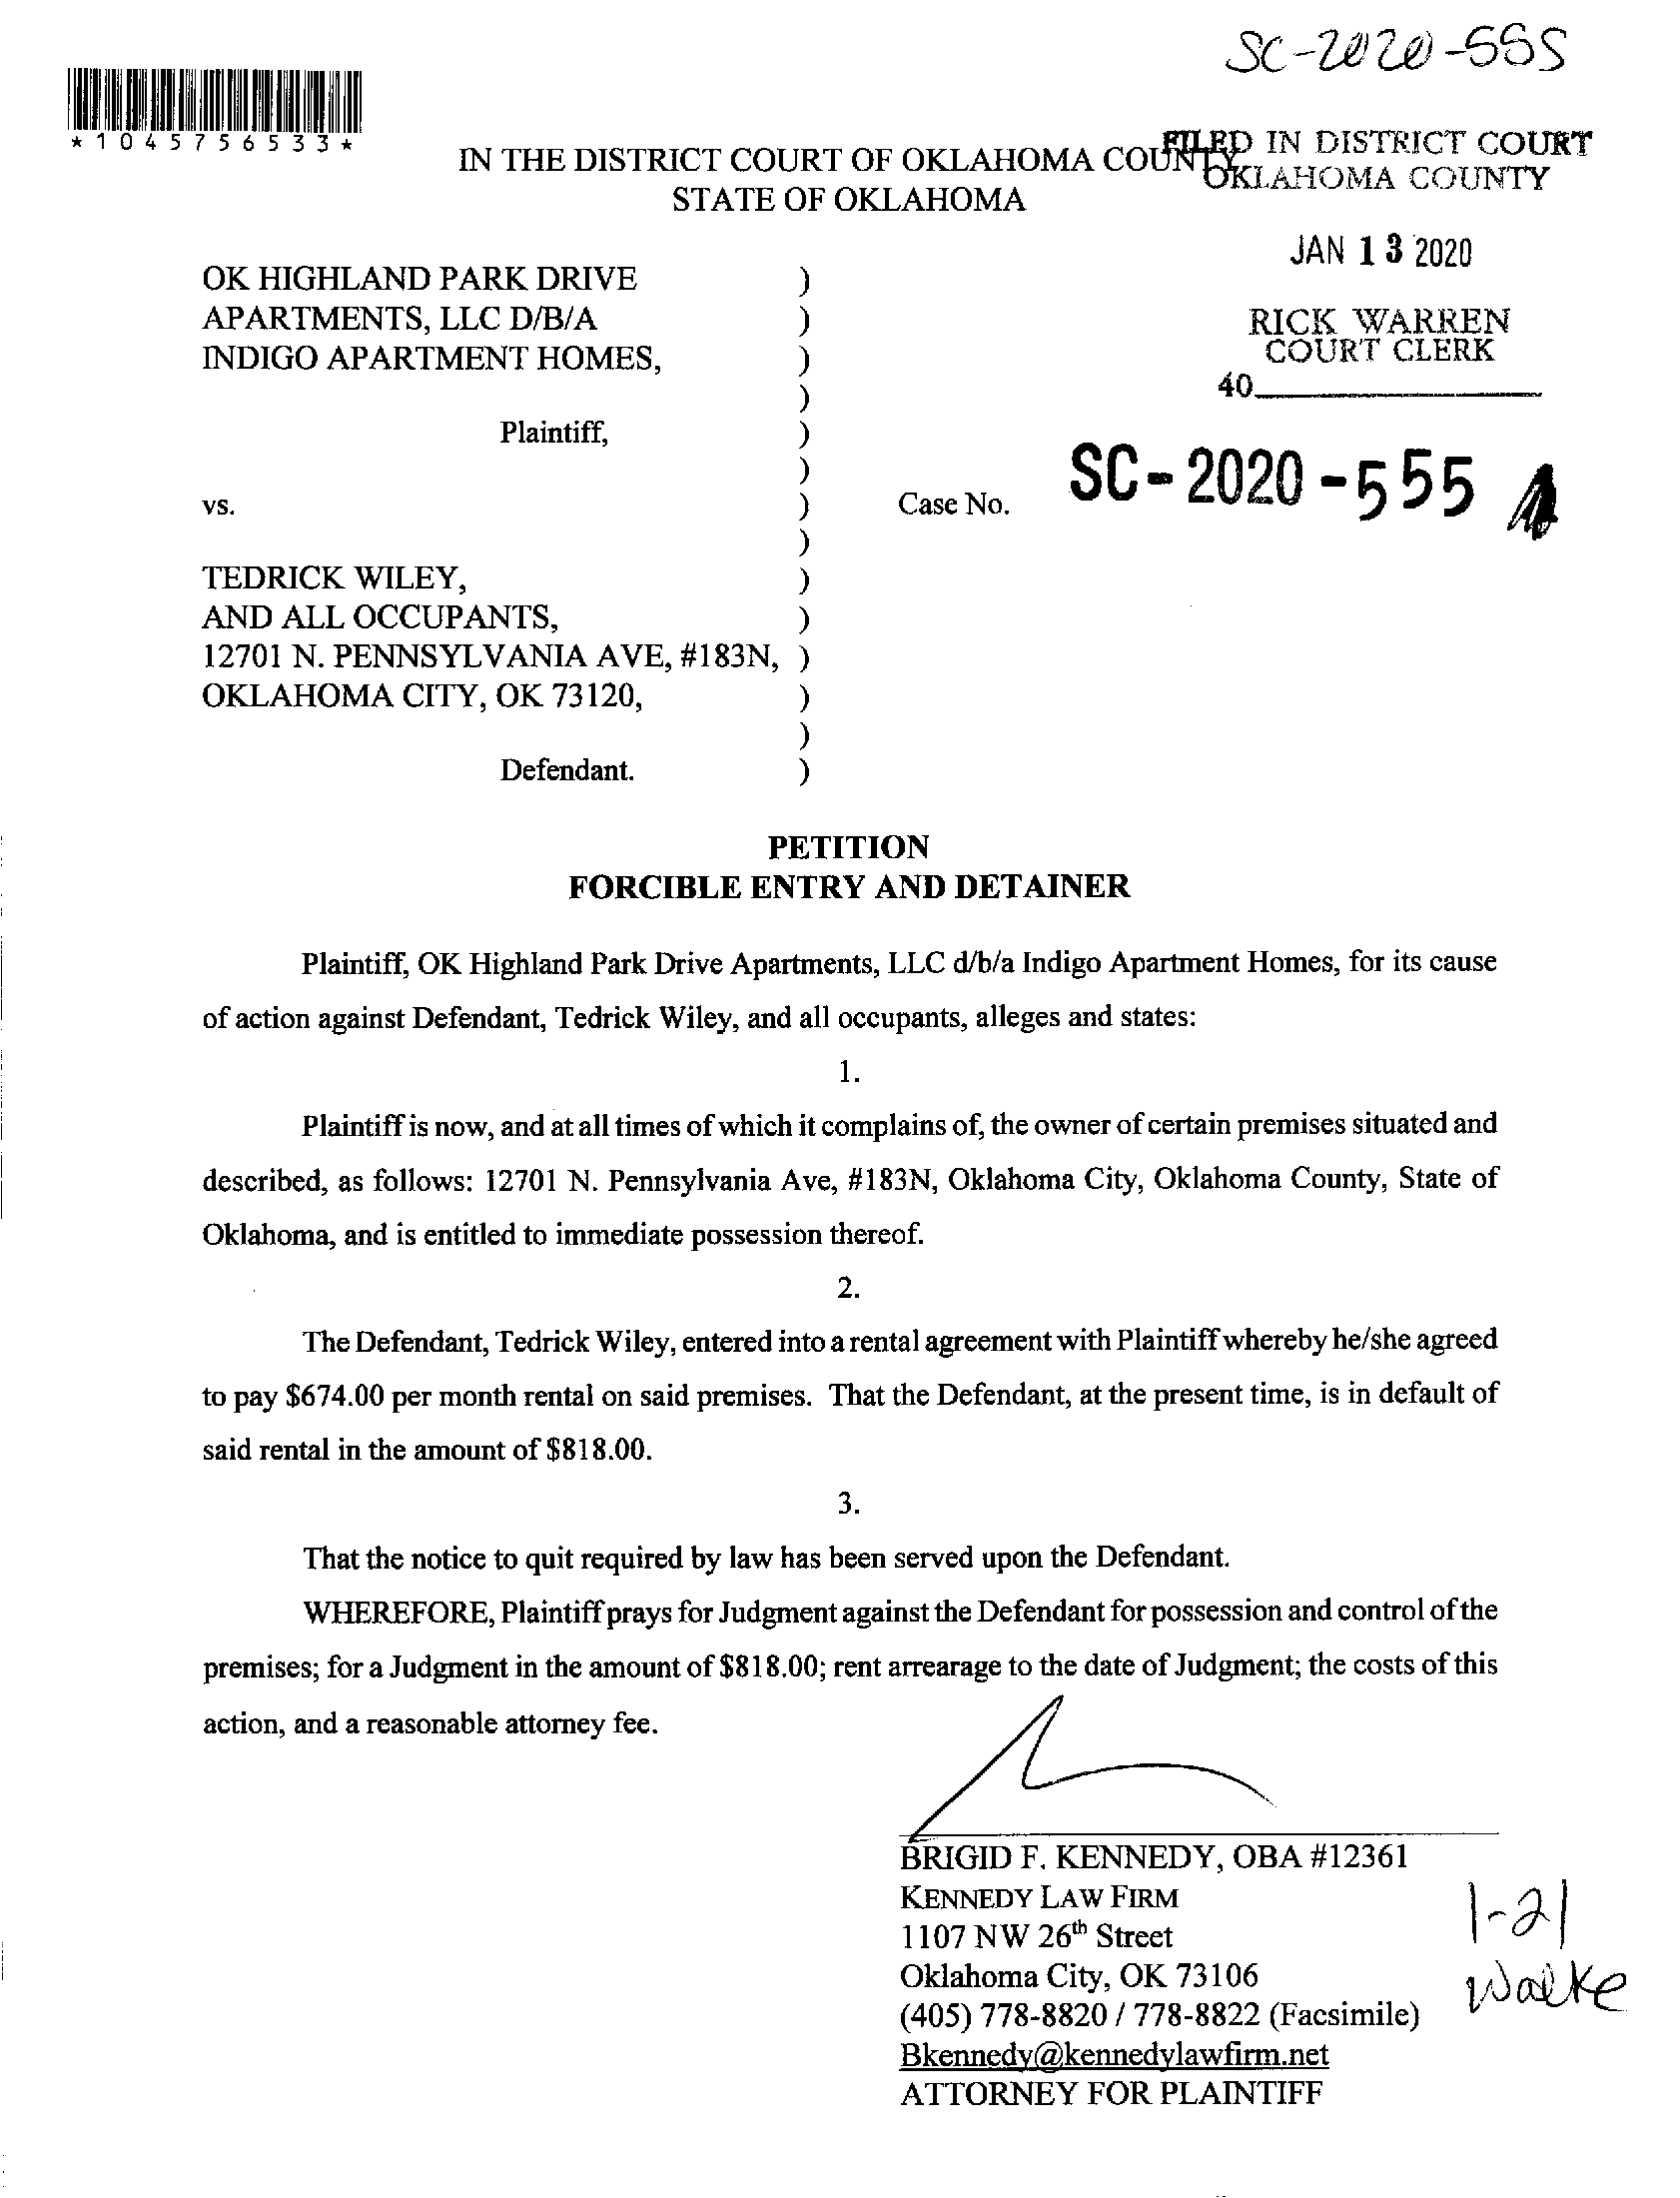 SC-2020-555
*1045756533*
IN THE DISTRICT COURT OF OKLAHOMA COUNTY
STATE OF OKLAHOMA
FILED IN DISTRICT COURT
OKLAHOMA COUNTY
JAN 13 2020
RICK WARREN
COURT CLERK
40
OK HIGHLAND PARK DRIVE )
APARTMENTS, LLC D/B/A )
INDIGO APARTMENT HOMES, )
)
Plaintiff, )
)
vs. ) Case No. SC-2020-555
)
TEDRICK WILEY, )
AND ALL OCCUPANTS, )
12701 N. PENNSYLVANIA AVE, #183N, )
OKLAHOMA CITY, OK 73120, )
)
Defendant. )
PETITION
FORCIBLE ENTRY AND DETAINER
Plaintiff, OK Highland Park Drive Apartments, LLC d/b/a Indigo Apartment Homes, for its cause
of action against Defendant, Tedrick Wiley, and all occupants, alleges and states:
1.
Plaintiff is now, and at all times of which it complains of, the owner of certain premises situated and
described, as follows: 12701 N. Pennsylvania Ave, #183N, Oklahoma City, Oklahoma County, State of
Oklahoma, and is entitled to immediate possession thereof.
2.
The Defendant, Tedrick Wiley, entered into a rental agreement with Plaintiff whereby he/she agreed
to pay $674.00 per month rental on said premises. That the Defendant, at the present time, is in default of
said rental in the amount of $818.00.
3.
That the notice to quit required by law has been served upon the Defendant.
WHEREFORE, Plaintiff prays for Judgment against the Defendant for possession and control of the
premises; for a Judgment in the amount of $818.00; rent arrearage to the date of Judgment; the costs of this
action, and a reasonable attorney fee.
BRIGID F. KENNEDY, OBA #12361
KENNEDY LAW FIRM
1107 NW 26th Street
Oklahoma City, OK 73106
(405) 778-8820 / 778-8822 (Facsimile)
Bkennedy@kennedylawfirm.net
ATTORNEY FOR PLAINTIFF
1-21
Walke